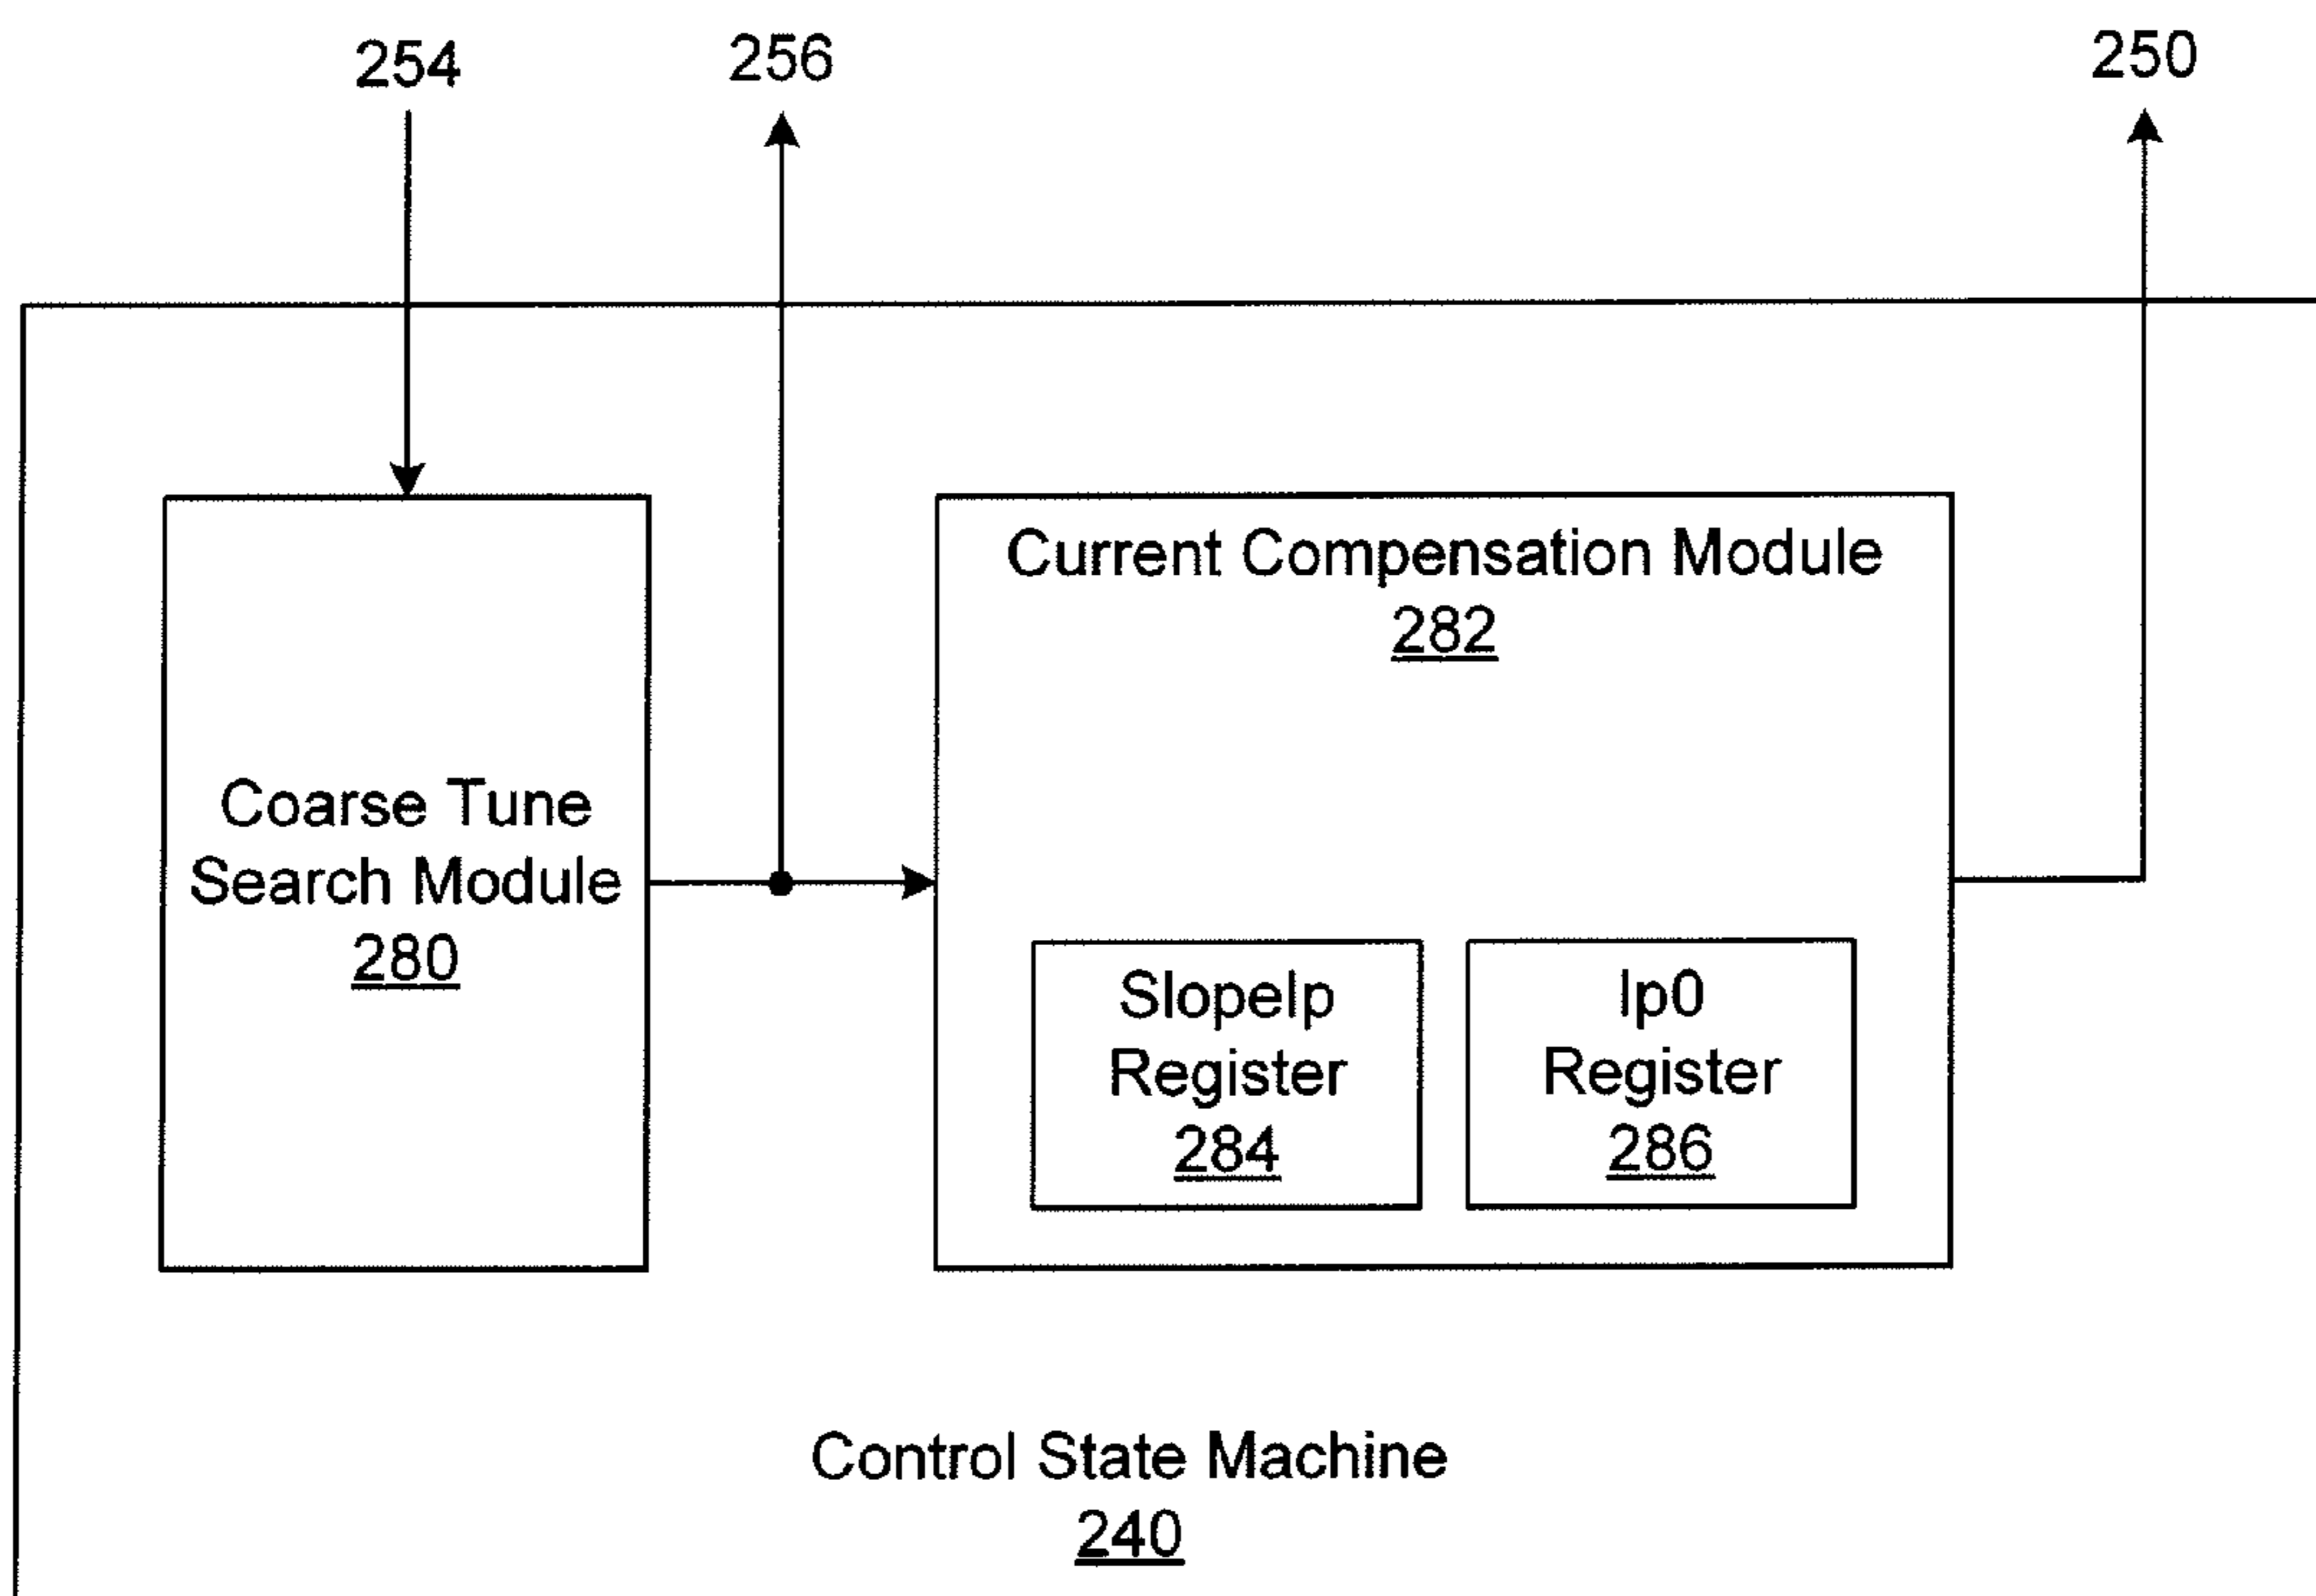 254
256
250
Current Compensation Module
282
Coarse Tune
Search Module
280
SlopeIp
Register
284
Ip0
Register
286
Control State Machine
240